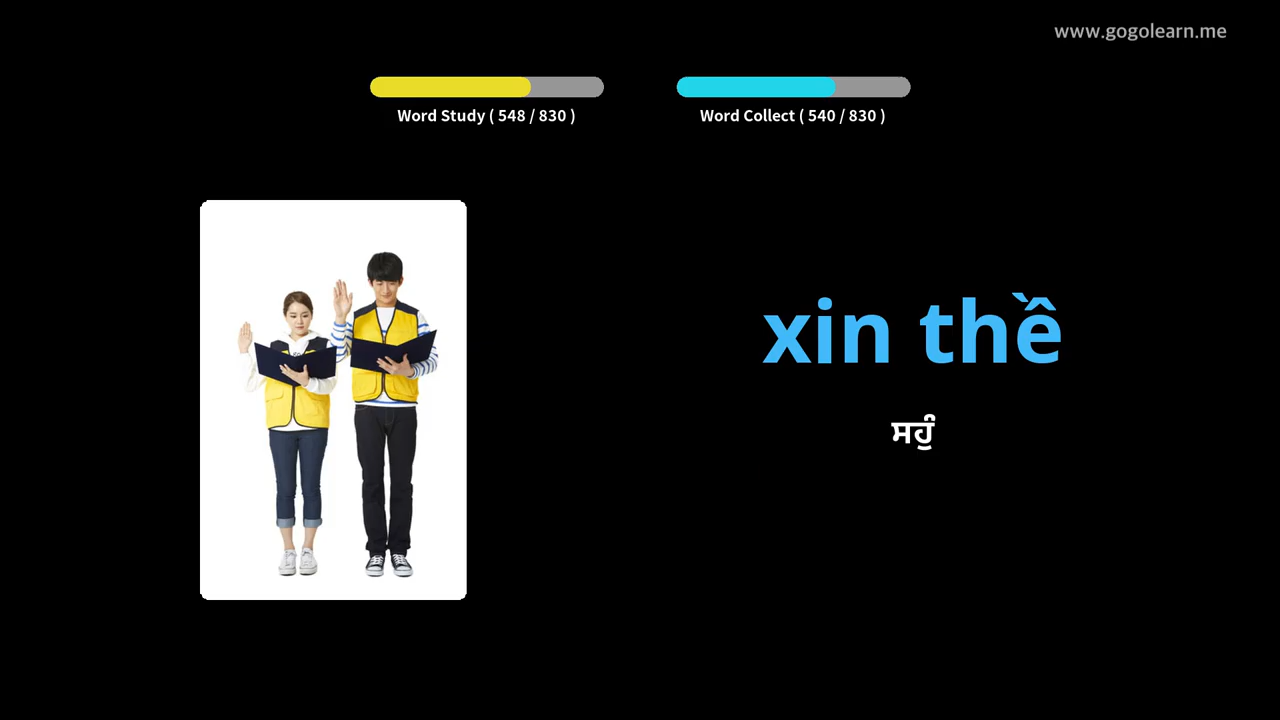 www.gogolearn.me
Word Study ( 548 / 830 )
Word Collect ( 540 / 830 )
xin thề
ਸਹੁੰ